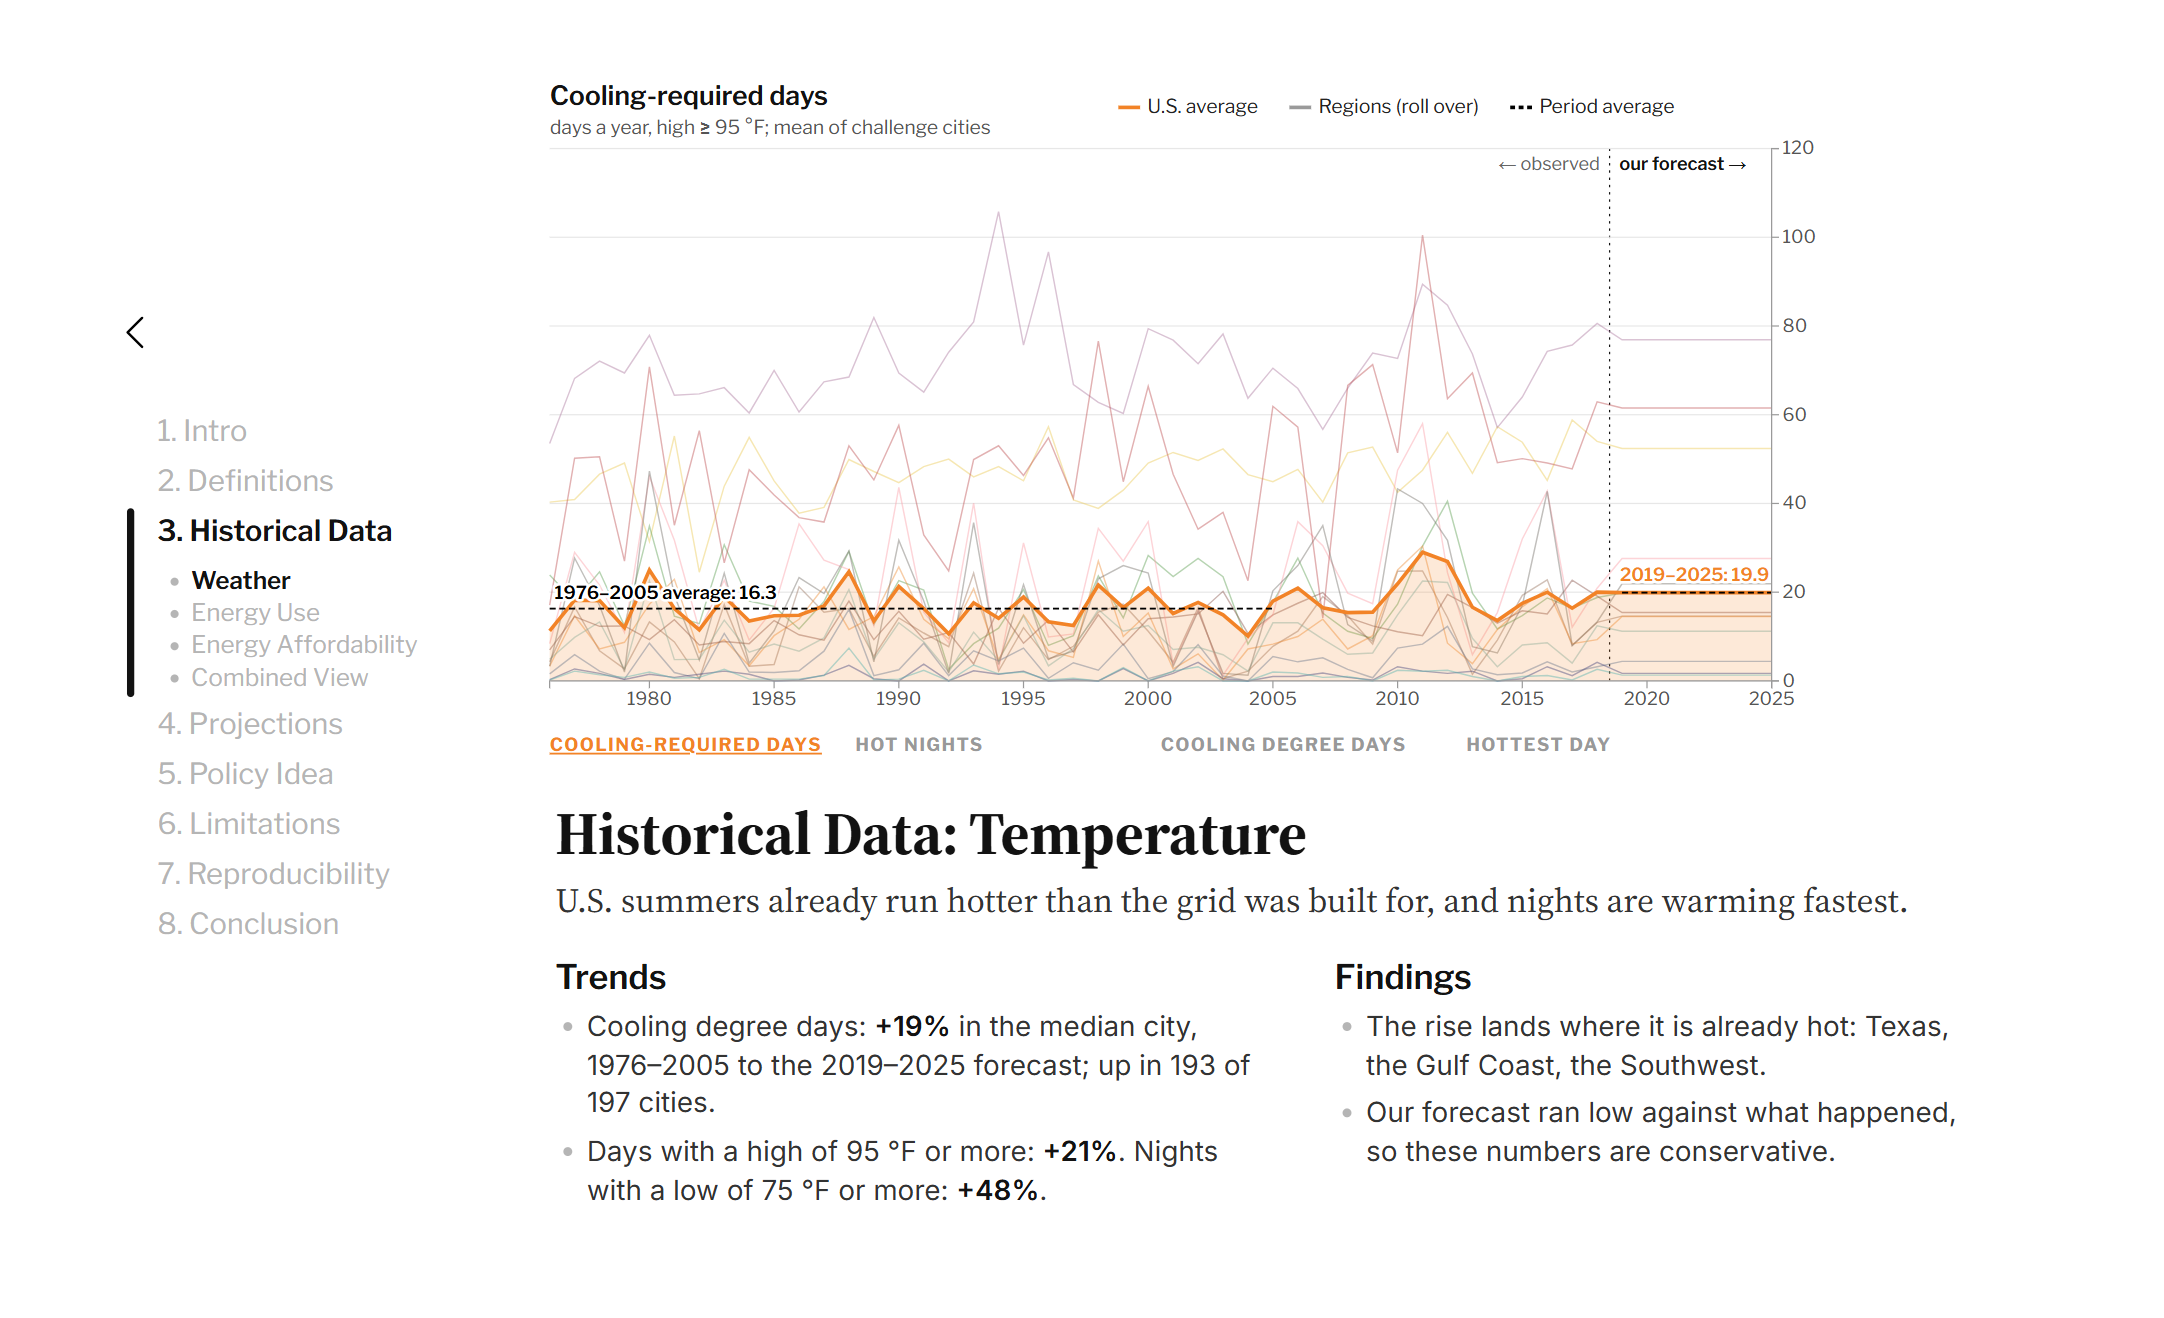 Cooling-required days
days a year, high ≥ 95 °F; mean of challenge cities
U.S. average
Regions (roll over)
Period average
← observed
our forecast →
120
100
80
60
40
20
0
1976–2005 average: 16.3
2019–2025: 19.9
1980
1985
1990
1995
2000
2005
2010
2015
2020
2025
COOLING-REQUIRED DAYS
HOT NIGHTS
COOLING DEGREE DAYS
HOTTEST DAY
1. Intro
2. Definitions
3. Historical Data
Weather
Energy Use
Energy Affordability
Combined View
4. Projections
5. Policy Idea
6. Limitations
7. Reproducibility
8. Conclusion
Historical Data: Temperature
U.S. summers already run hotter than the grid was built for, and nights are warming fastest.
Trends
Cooling degree days: +19% in the median city,
1976–2005 to the 2019–2025 forecast; up in 193 of
197 cities.
Days with a high of 95 °F or more: +21%. Nights
with a low of 75 °F or more: +48%.
Findings
The rise lands where it is already hot: Texas,
the Gulf Coast, the Southwest.
Our forecast ran low against what happened,
so these numbers are conservative.